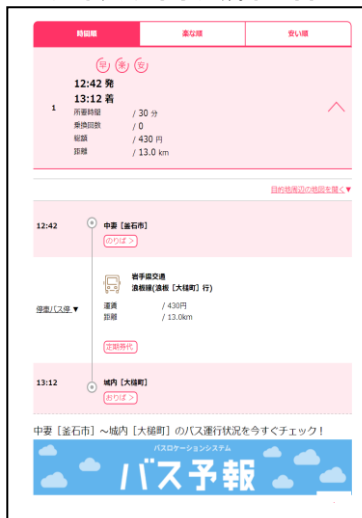 時間順 楽な順 安い順
早 楽 安
12:42 発
13:12 着
1
所要時間 / 30 分
乗換回数 / 0
総額 / 430 円
距離 / 13.0 km
目的地周辺の地図を開く▼
12:42 中妻 [釜石市]
のりば >
岩手県交通
浪板線(浪板 [大槌町] 行)
停車バス停 ▼
運賃 / 430円
距離 / 13.0km
定期券代
13:12 城内 [大槌町]
おりば >
中妻 [釜石市] ～城内 [大槌町] のバス運行状況を今すぐチェック！
バスロケーションシステム
バス予報